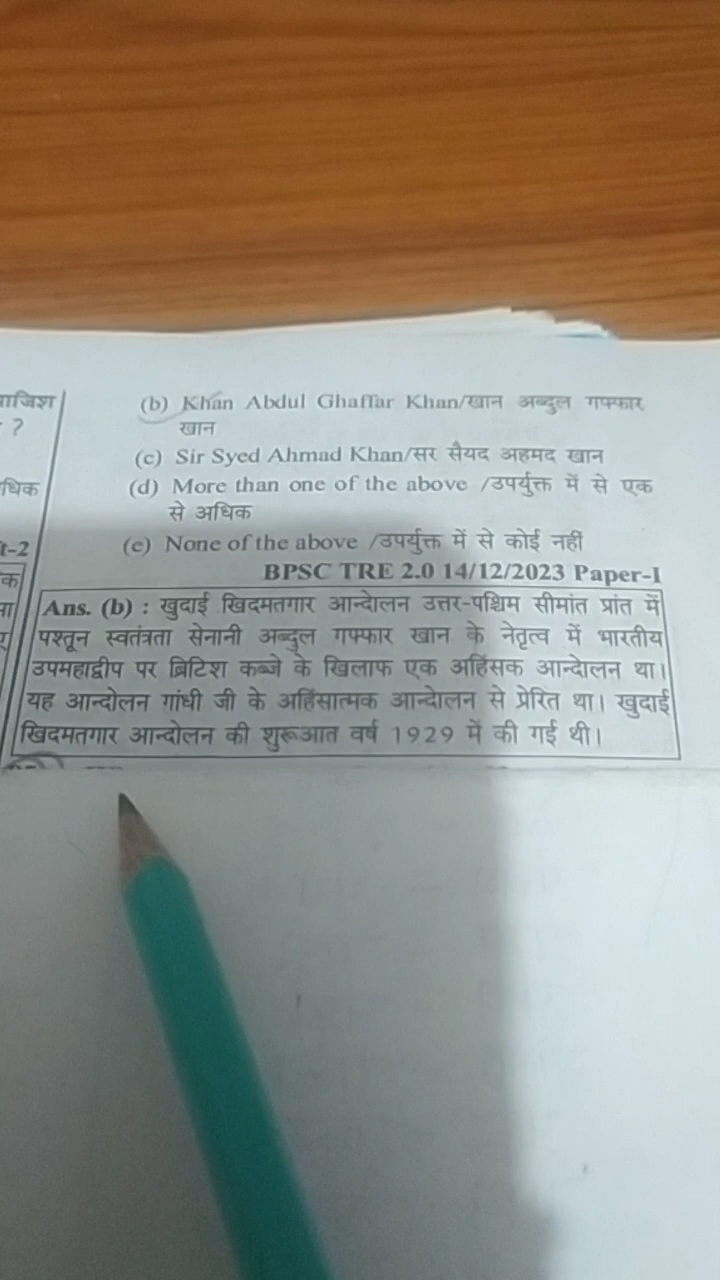 ?
t-2
(b) Khan Abdul Ghaffar Khan/खान अब्दुल गफ्फार
खान
(c) Sir Syed Ahmad Khan/सर सैयद अहमद खान
(d) More than one of the above /उपर्युक्त में से एक
से अधिक
(e) None of the above /उपर्युक्त में से कोई नहीं
BPSC TRE 2.0 14/12/2023 Paper-I
Ans. (b) : खुदाई खिदमतगार आन्दोलन उत्तर-पश्चिम सीमांत प्रांत में
पश्तून स्वतंत्रता सेनानी अब्दुल गफ्फार खान के नेतृत्व में भारतीय
उपमहाद्वीप पर ब्रिटिश कब्जे के खिलाफ एक अहिंसक आन्दोलन था।
यह आन्दोलन गांधी जी के अहिंसात्मक आन्दोलन से प्रेरित था। खुदाई
खिदमतगार आन्दोलन की शुरूआत वर्ष 1929 में की गई थी।